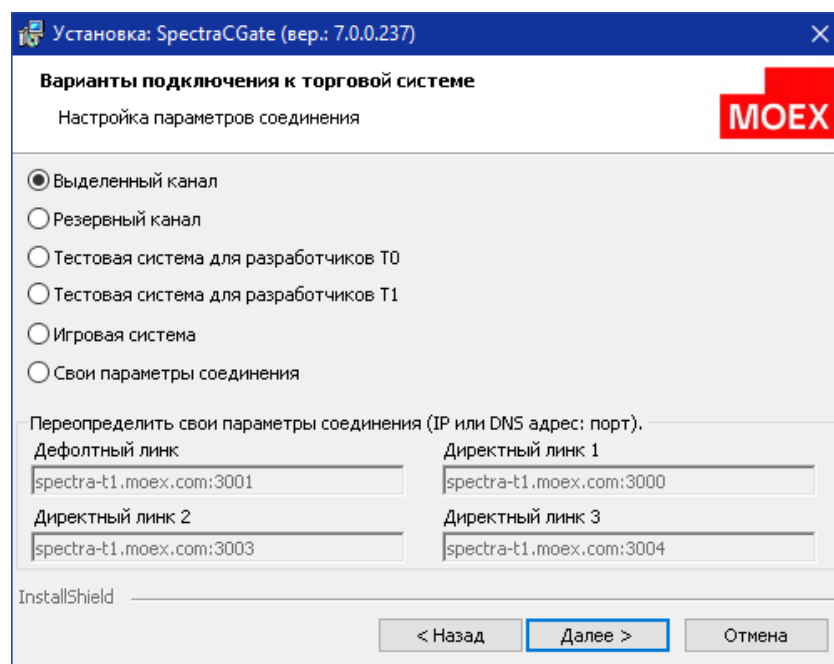 Установка: SpectraCGate (вер.: 7.0.0.237)
Варианты подключения к торговой системе
Настройка параметров соединения
MOEX
Выделенный канал
Резервный канал
Тестовая система для разработчиков T0
Тестовая система для разработчиков T1
Игровая система
Свои параметры соединения
Переопределить свои параметры соединения (IP или DNS адрес: порт).
Дефолтный линк
Директный линк 1
spectra-t1.moex.com:3001
spectra-t1.moex.com:3000
Директный линк 2
Директный линк 3
spectra-t1.moex.com:3003
spectra-t1.moex.com:3004
InstallShield
< Назад
Далее >
Отмена